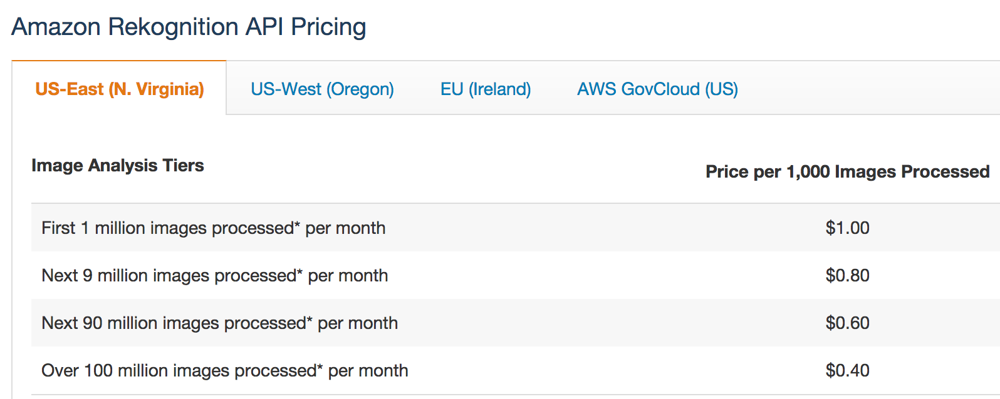 Amazon Rekognition API Pricing
US-East (N. Virginia) US-West (Oregon) EU (Ireland) AWS GovCloud (US)
Image Analysis Tiers Price per 1,000 Images Processed
First 1 million images processed* per month $1.00
Next 9 million images processed* per month $0.80
Next 90 million images processed* per month $0.60
Over 100 million images processed* per month $0.40